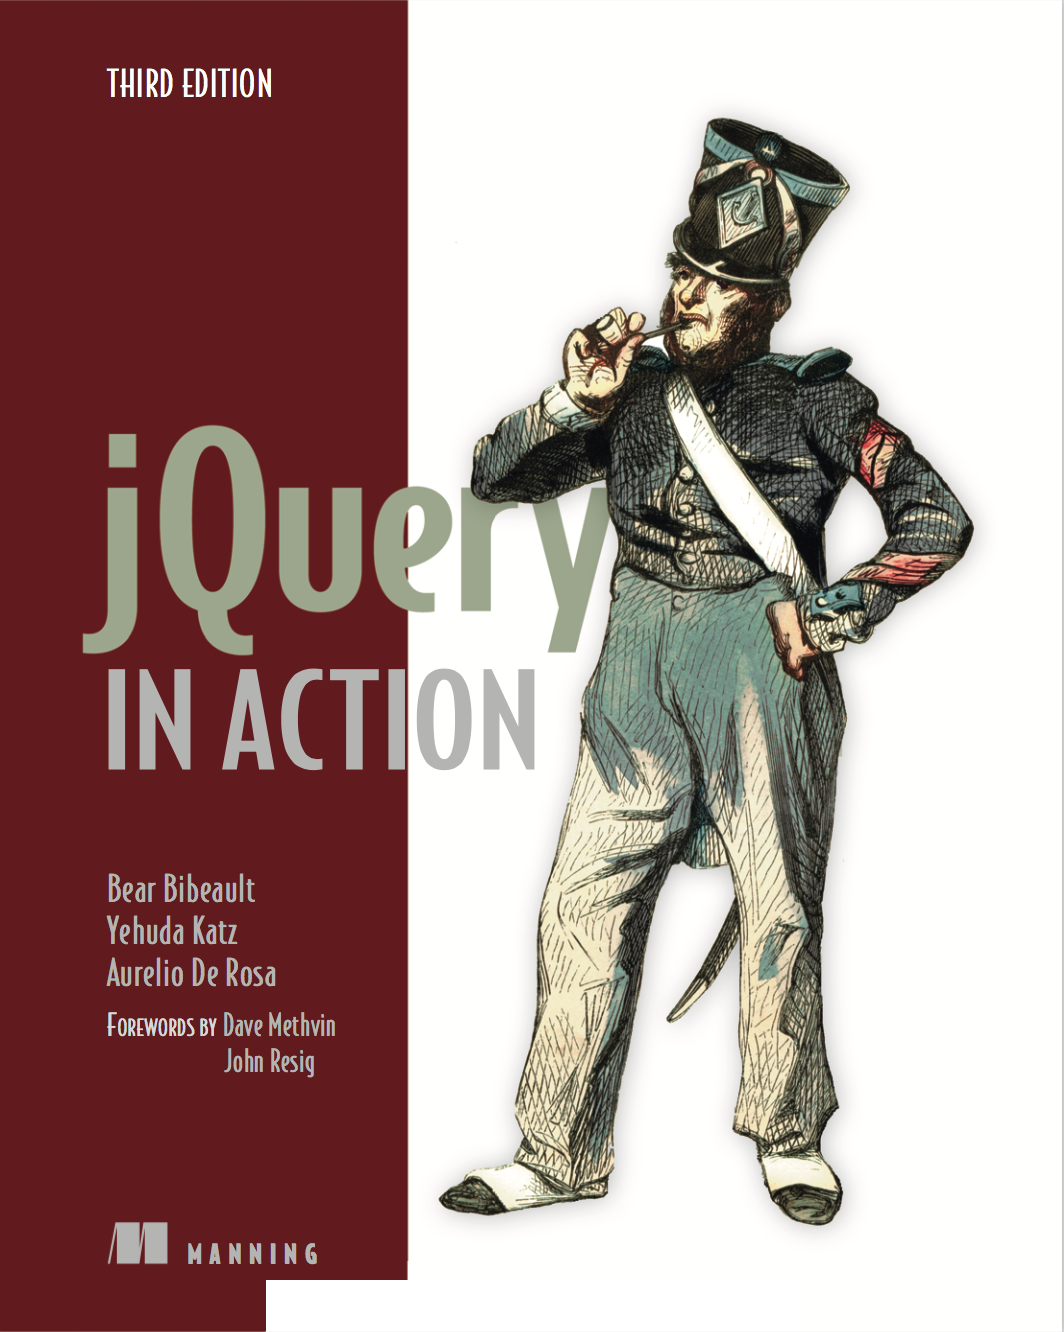 THIRD EDITION
jQuery
IN ACTION
Bear Bibeault
Yehuda Katz
Aurelio De Rosa
FOREWORDS BY Dave Methvin
John Resig
MANNING